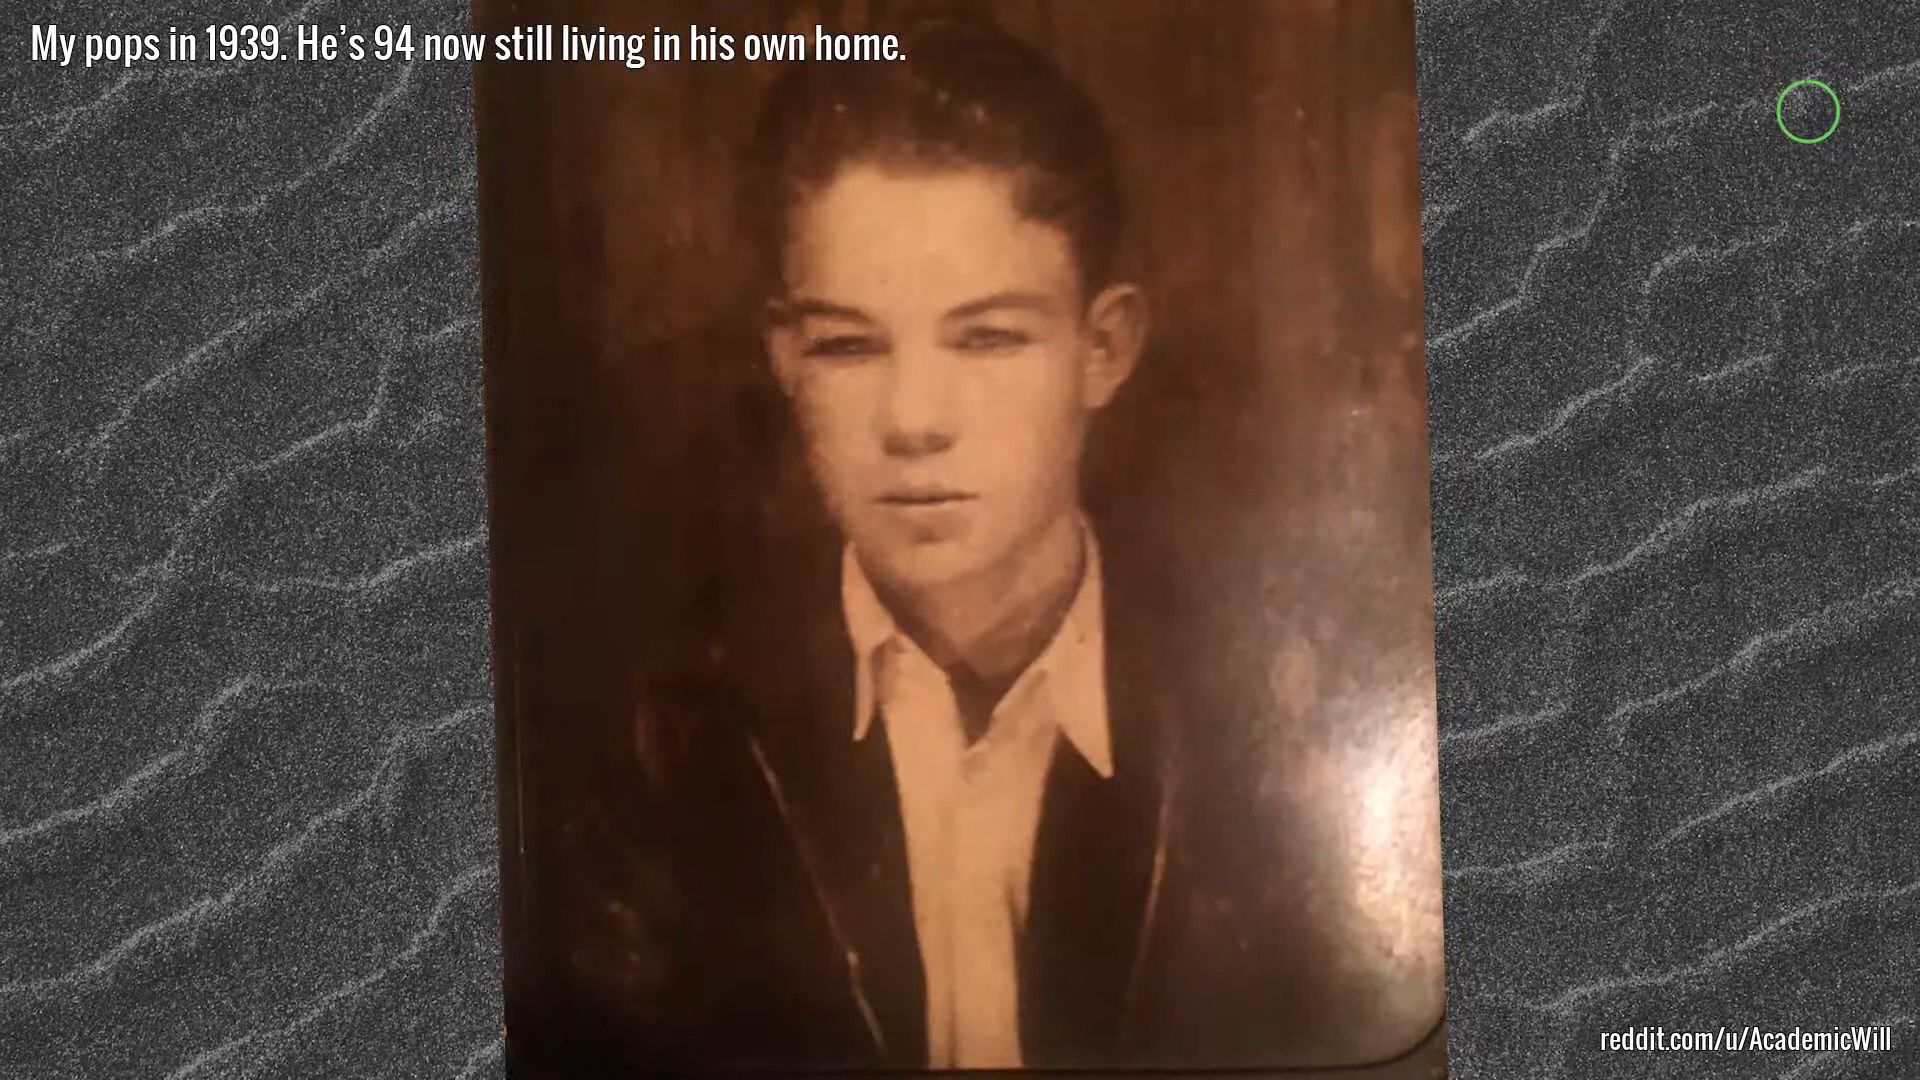 My pops in 1939. He’s 94 now still living in his own home.
reddit.com/u/AcademicWill